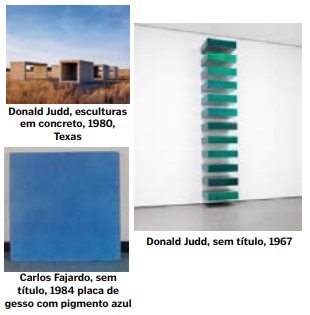 Donald Judd, esculturas
em concreto, 1980,
Texas
Donald Judd, sem título, 1967
Carlos Fajardo, sem
título, 1984 placa de
gesso com pigmento azul